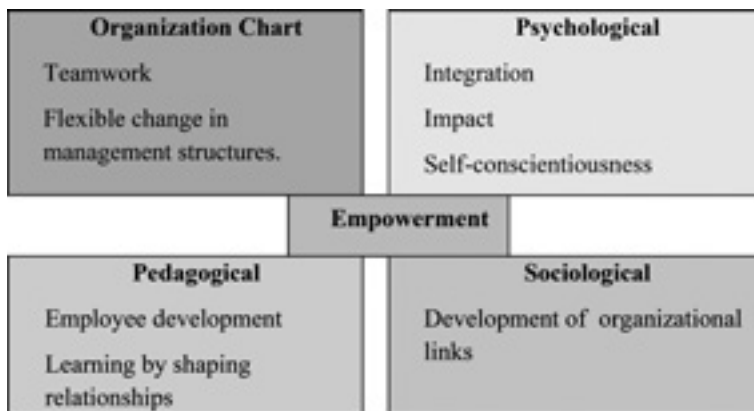 Organization Chart
Teamwork
Flexible change in
management structures.
Psychological
Integration
Impact
Self-conscientiousness
Empowerment
Pedagogical
Employee development
Learning by shaping
relationships
Sociological
Development of organizational
links